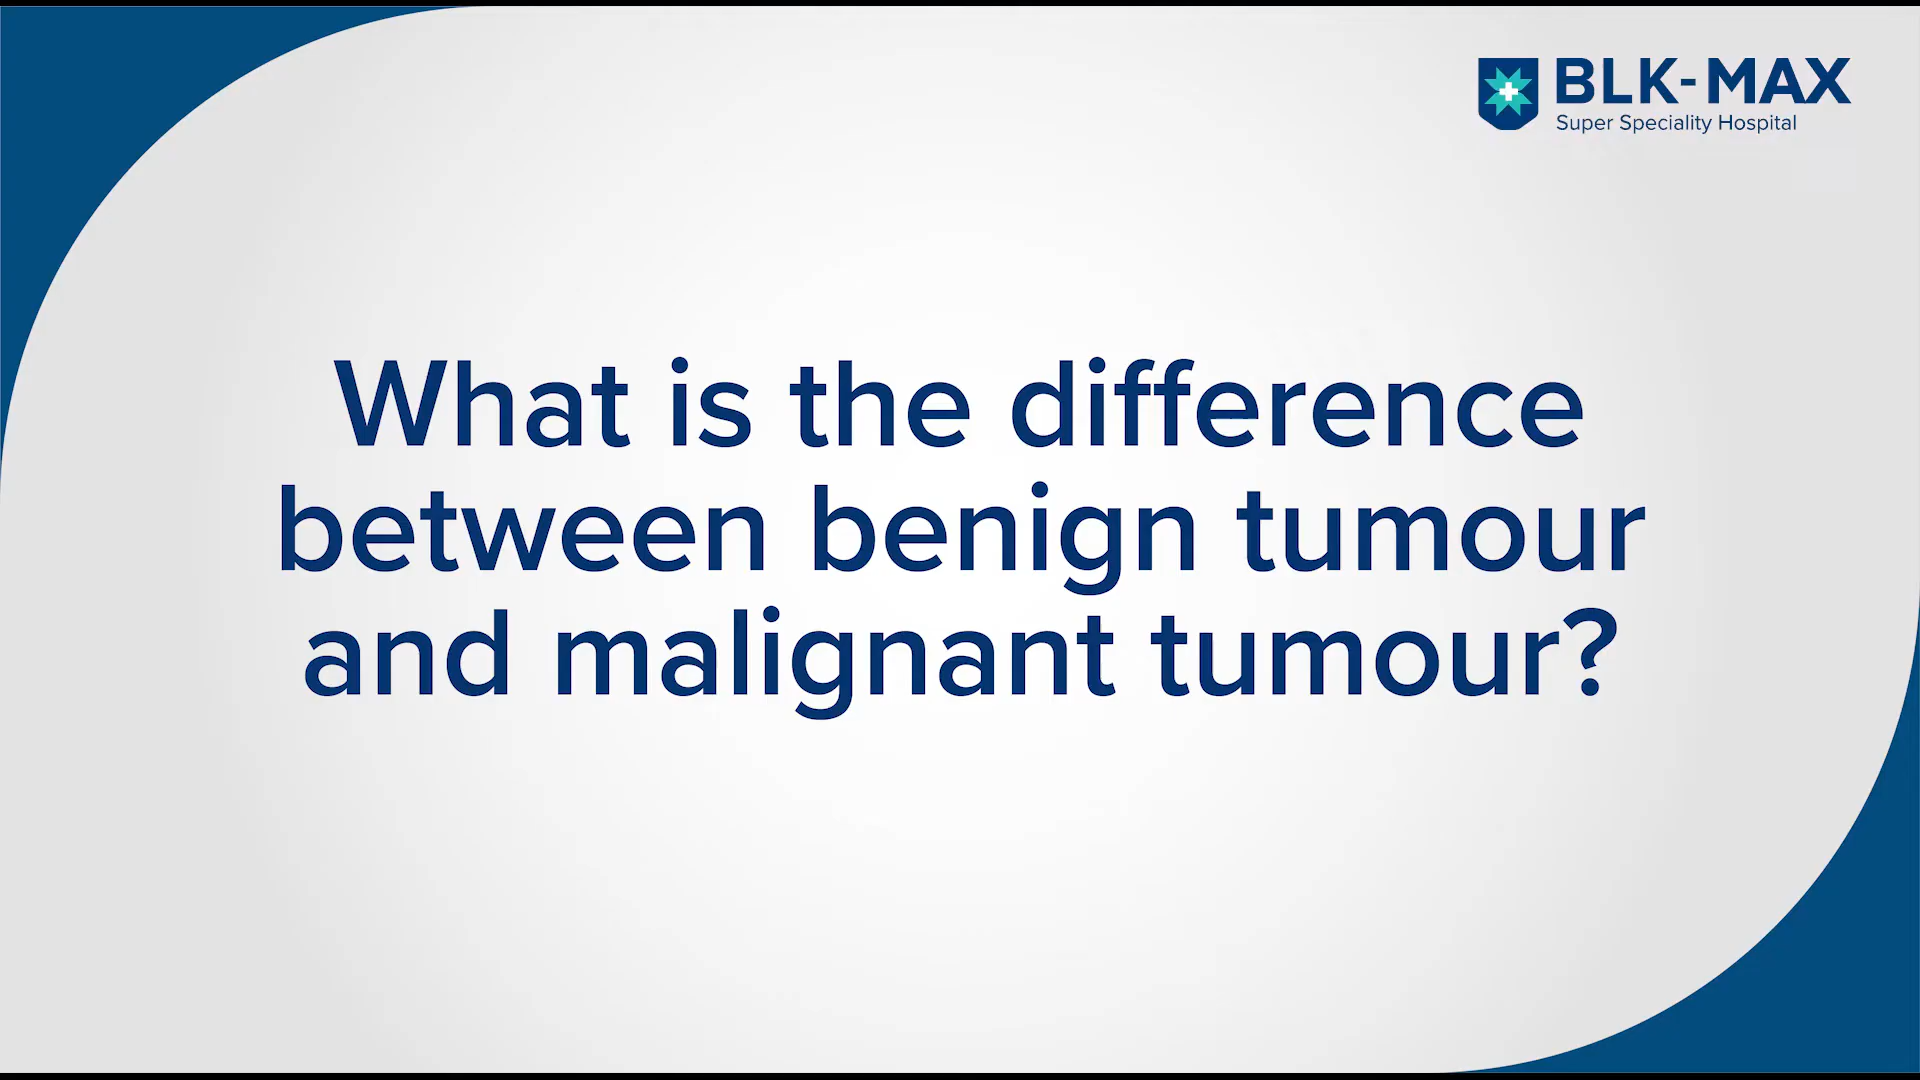 BLK-MAX
Super Speciality Hospital
What is the difference
between benign tumour
and malignant tumour?